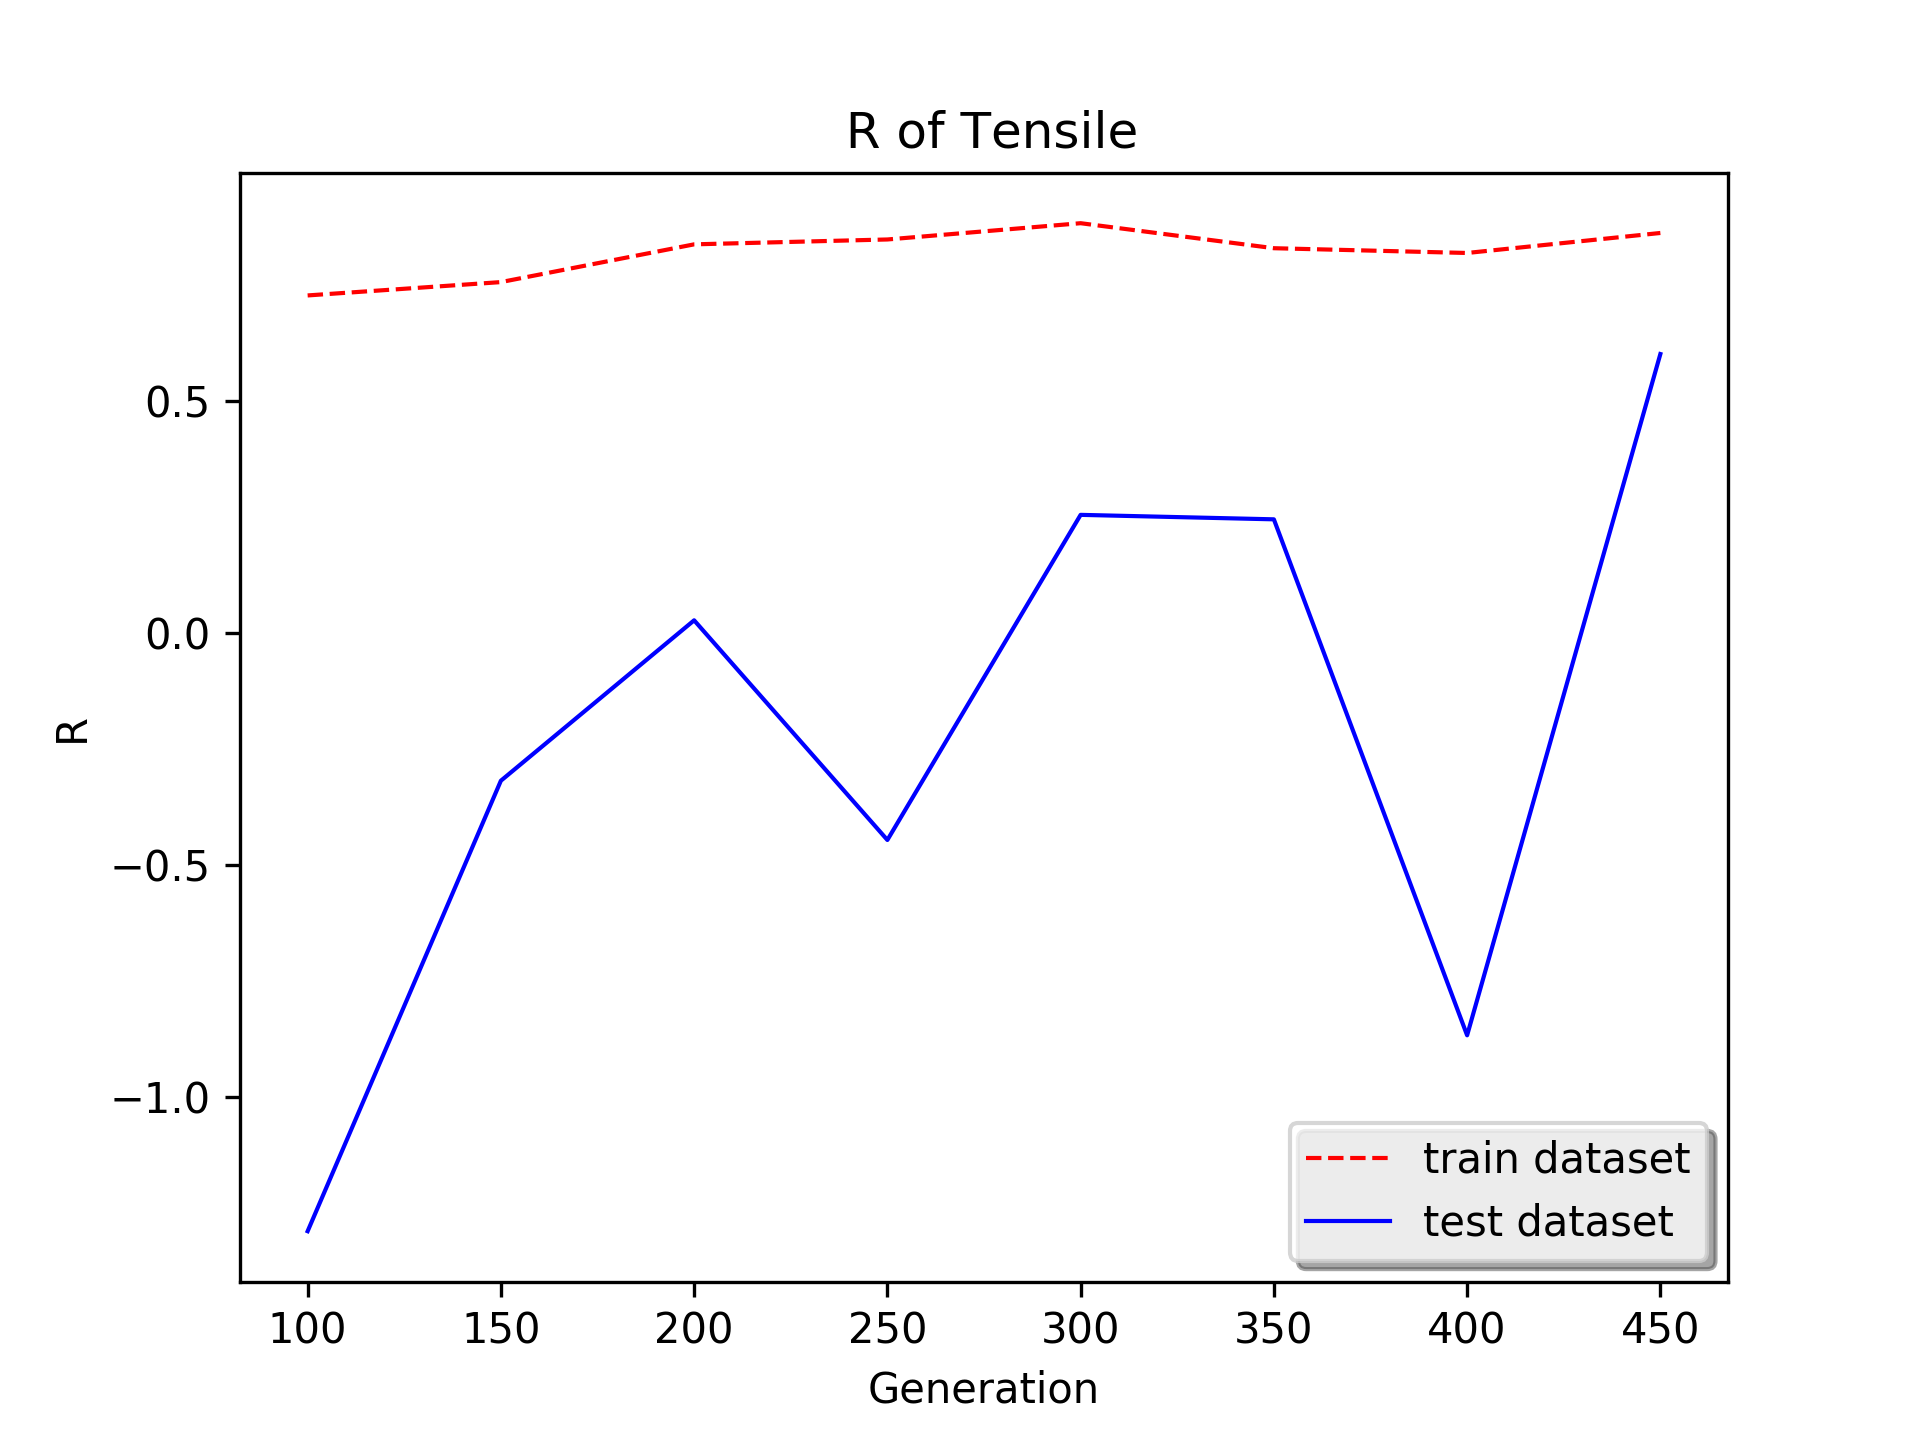 R of Tensile
R
0.5
0.0
−0.5
−1.0
train dataset
test dataset
100 150 200 250 300 350 400 450
Generation